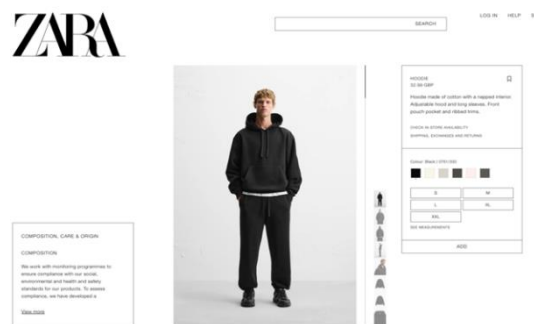 ZARA
SEARCH
LOG IN HELP
HOODIE
GBP
Hoodie made of cotton with a napped interior.
Adjustable hood and long sleeves. Front
pouch pocket and ribbed trims.
CHECK IN-STORE AVAILABILITY
SHIPPING, EXCHANGES AND RETURNS
Colour: Black
S M
L XL
XXL
SEE MEASUREMENTS
ADD
COMPOSITION, CARE & ORIGIN
COMPOSITION
We work with monitoring programmes to
ensure compliance with our social,
environmental and health and safety
standards for our products. To assess
compliance, we have developed a
View more